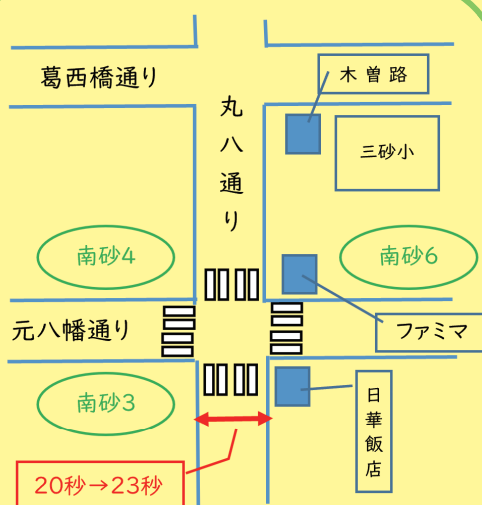 葛西橋通り
木曽路
丸八通り
三砂小
南砂4
南砂6
元八幡通り
ファミマ
南砂3
日華飯店
20秒→23秒